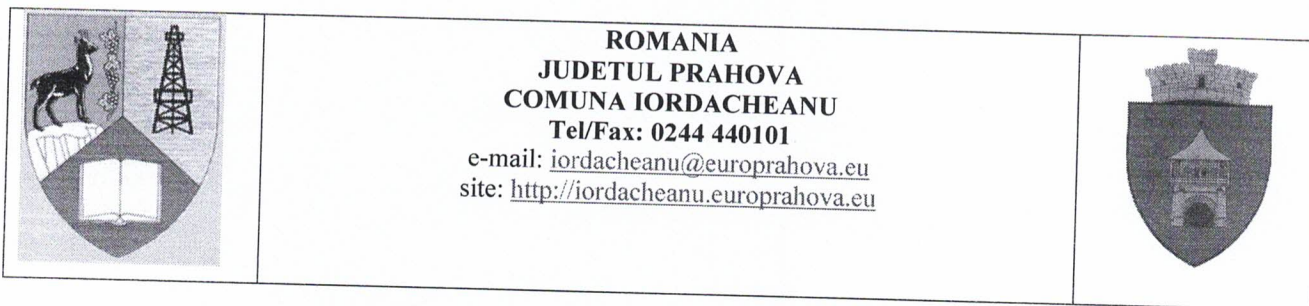 ROMANIA
JUDETUL PRAHOVA
COMUNA IORDACHEANU
Tel/Fax: 0244 440101
e-mail: iordacheanu@europrahova.eu
site: http://iordacheanu.europrahova.eu